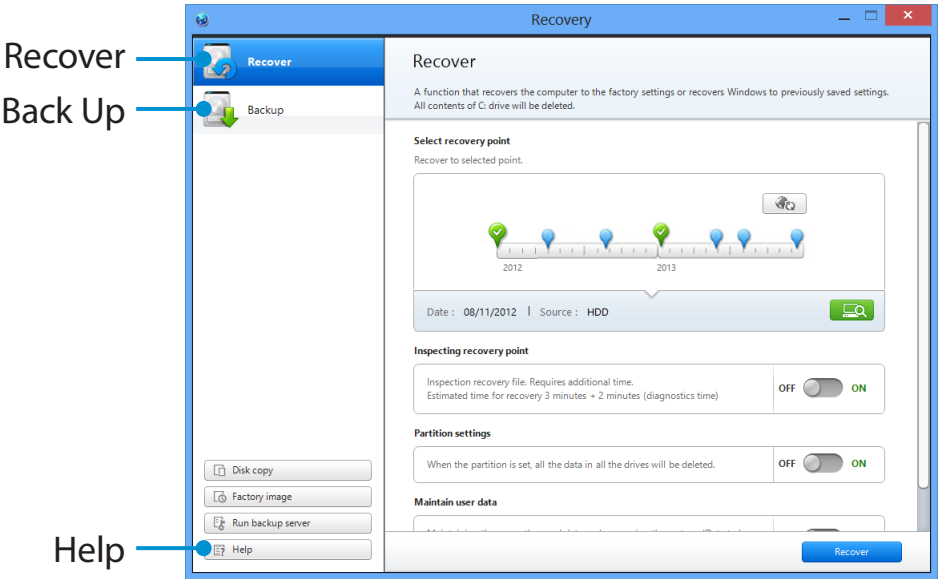 Recovery
Recover
Back Up
Help
Recover
Backup
Disk copy
Factory image
Run backup server
Help
Recover
A function that recovers the computer to the factory settings or recovers Windows to previously saved settings.
All contents of C: drive will be deleted.
Select recovery point
Recover to selected point.
2012 2013
Date : 08/11/2012 | Source : HDD
Inspecting recovery point
Inspection recovery file. Requires additional time.
Estimated time for recovery 3 minutes + 2 minutes (diagnostics time)
OFF ON
Partition settings
When the partition is set, all the data in all the drives will be deleted.
OFF ON
Maintain user data
Recover